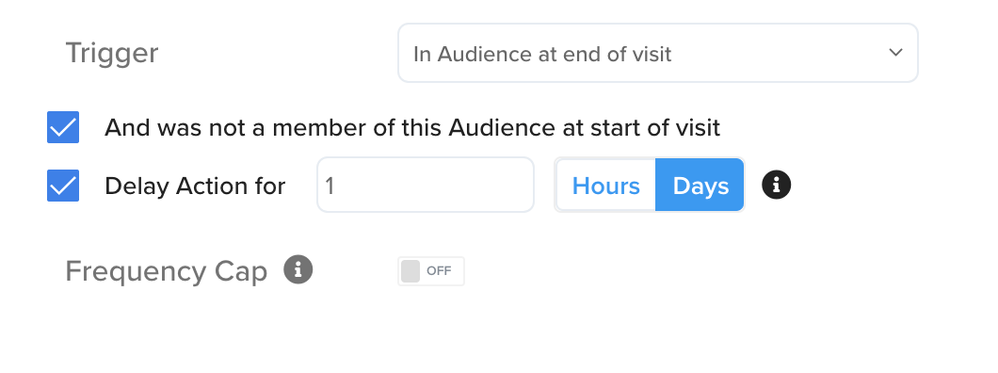 Trigger In Audience at end of visit
And was not a member of this Audience at start of visit
Delay Action for 1 Hours Days i
Frequency Cap i OFF